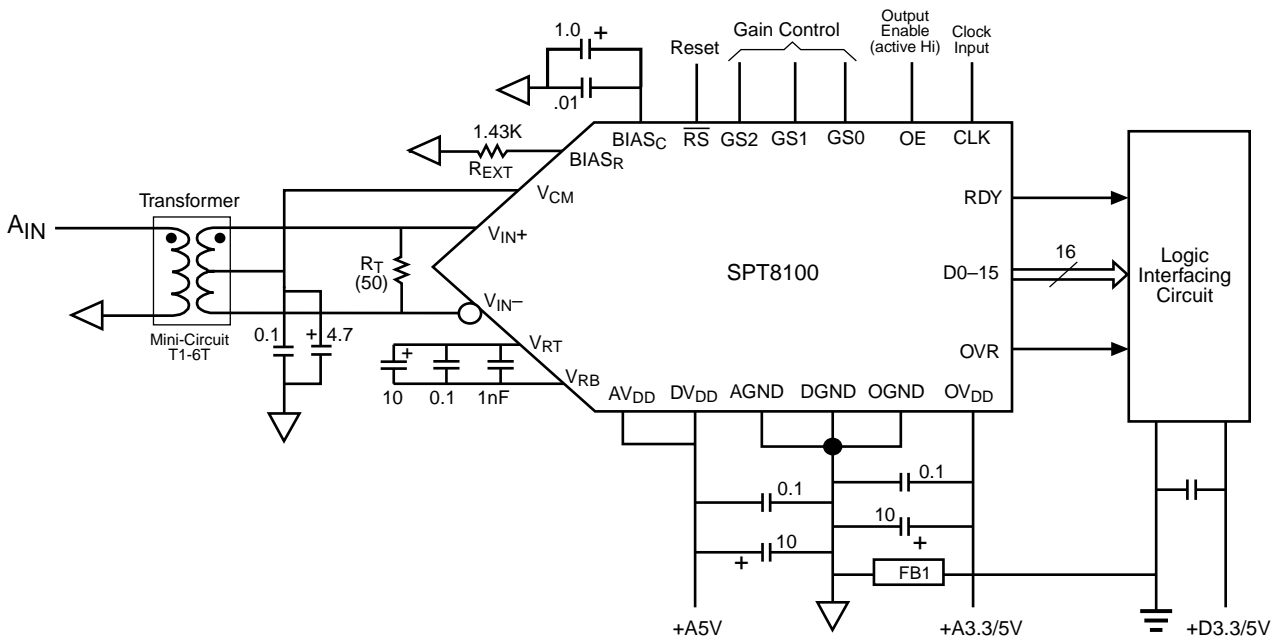 1.0 +
.01
Reset
Gain Control
Output
Enable
(active Hi)
Clock
Input
1.43K
REXT
BIASR
BIASC
RS
GS2
GS1
GS0
OE
CLK
VCM
Transformer
AIN
VIN+
RT
(50)
VIN–
Mini-Circuit
T1-6T
0.1
+ 4.7
VRT
VRB
+
10
0.1
1nF
SPT8100
RDY
16
D0–15
OVR
Logic
Interfacing
Circuit
AVDD
DVDD
AGND
DGND
OGND
OVDD
0.1
0.1
10
+
10
+
FB1
+A5V
+A3.3/5V
+D3.3/5V